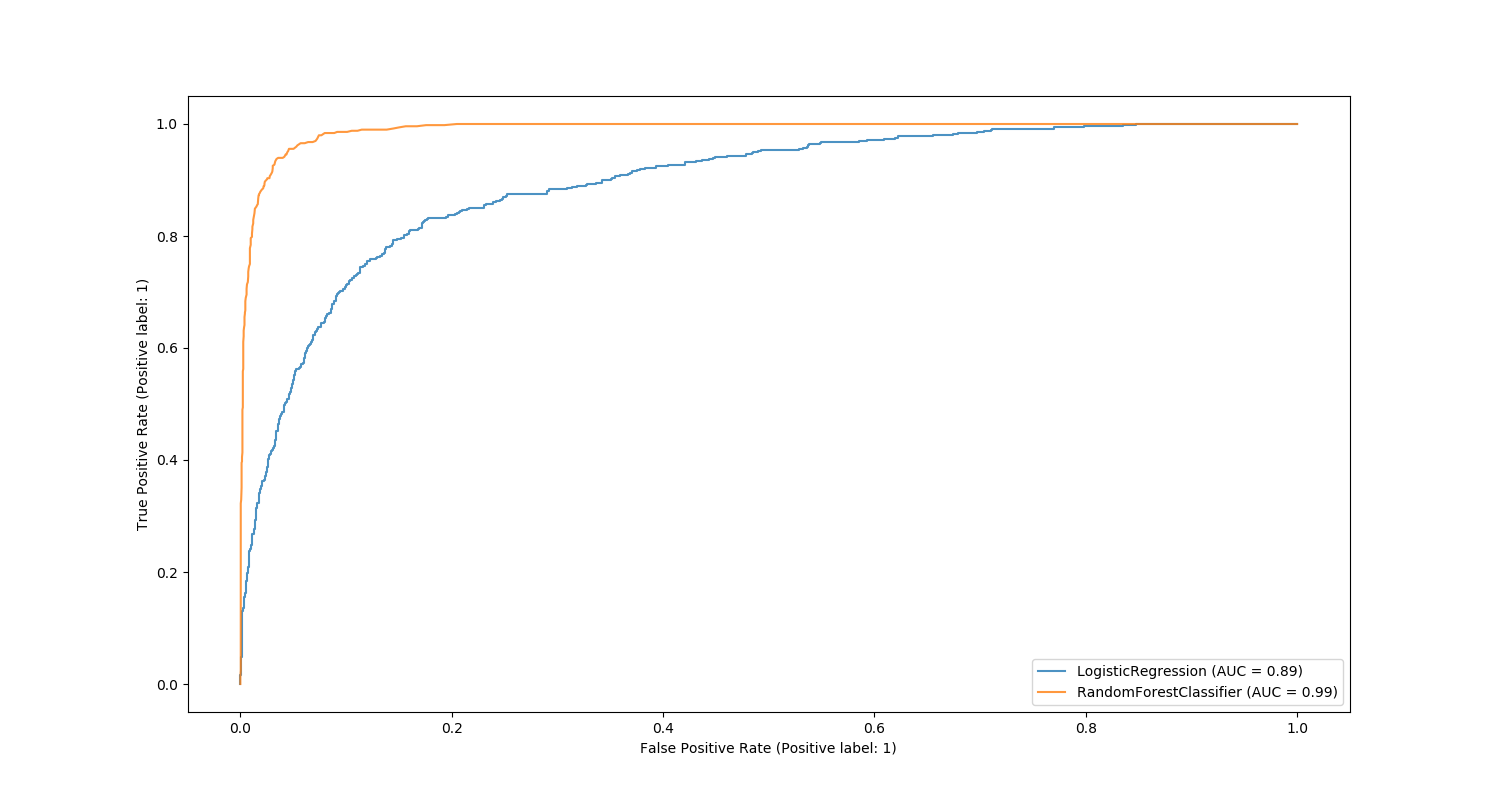 1.0
0.8
0.6
0.4
0.2
0.0
True Positive Rate (Positive label: 1)
LogisticRegression (AUC = 0.89)
RandomForestClassifier (AUC = 0.99)
0.0 0.2 0.4 0.6 0.8 1.0
False Positive Rate (Positive label: 1)